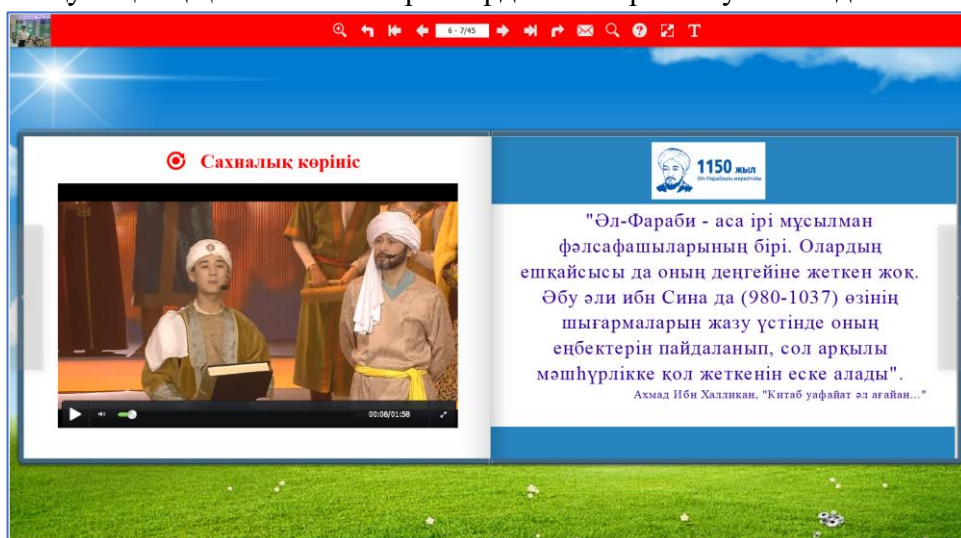 6 - 7/45
T
Сахналық көрініс
00:08/01:58
1150 жыл
"Әл-Фараби - аса ірі мұсылман
фәлсафашыларының бірі. Олардың
ешқайсысы да оның деңгейіне жеткен жоқ.
Әбу әли ибн Сина да (980-1037) өзінің
шығармаларын жазу үстінде оның
еңбектерін пайдаланып, сол арқылы
мәшһүрлікке қол жеткенін еске алады".
Ахмад Ибн Халликан, "Китаб уафайат әл ағайан..."